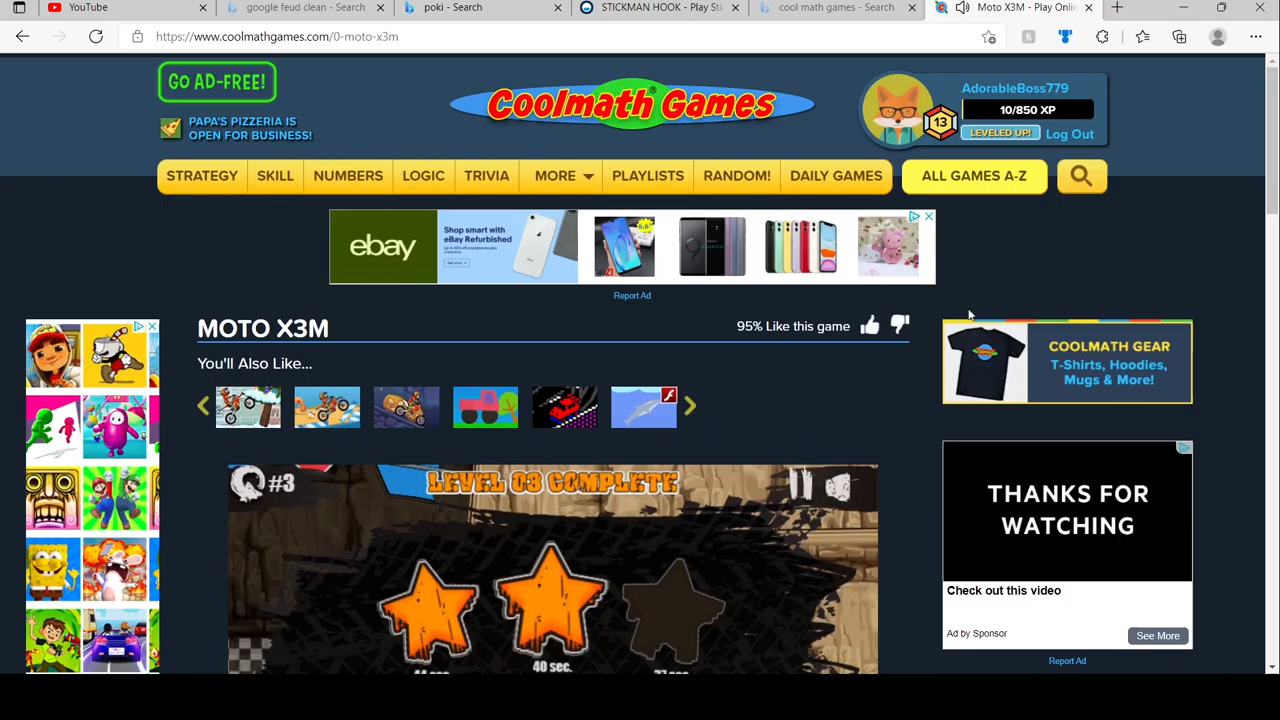 YouTube
google feud clean - Search
poki - Search
STICKMAN HOOK - Play Sti
cool math games - Search
Moto X3M - Play Onlin
https://www.coolmathgames.com/0-moto-x3m
GO AD-FREE!
PAPA'S PIZZERIA IS
OPEN FOR BUSINESS!
Coolmath Games
AdorableBoss779
13
10/850 XP
LEVELED UP!
Log Out
STRATEGY
SKILL
NUMBERS
LOGIC
TRIVIA
MORE
PLAYLISTS
RANDOM!
DAILY GAMES
ALL GAMES A-Z
ebay
Shop smart with
eBay Refurbished
Report Ad
MOTO X3M
95% Like this game
You'll Also Like...
COOLMATH GEAR
T-Shirts, Hoodies,
Mugs & More!
#3
LEVEL 03 COMPLETE
40 sec.
THANKS FOR
WATCHING
Check out this video
Ad by Sponsor
See More
Report Ad